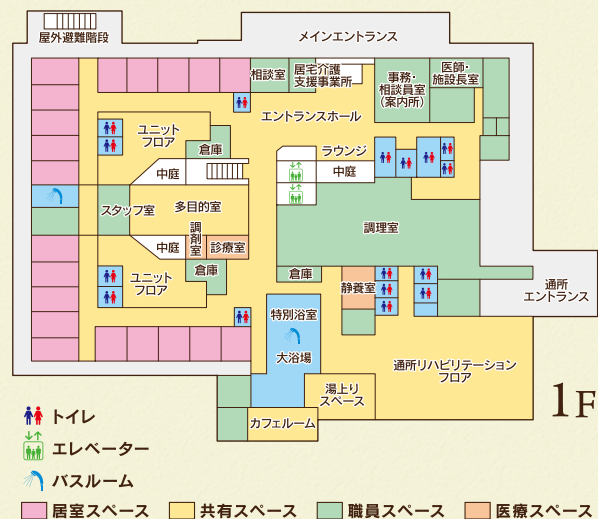 屋外避難階段
メインエントランス
相談室
居宅介護
支援事業所
事務・
相談員室
(案内所)
医師・
施設長室
エントランスホール
ユニット
フロア
倉庫
ラウンジ
中庭
中庭
スタッフ室
多目的室
調理室
調剤室
診療室
中庭
ユニット
フロア
倉庫
倉庫
静養室
通所
エントランス
特別浴室
大浴場
通所リハビリテーション
フロア
湯上り
スペース
カフェルーム
1F
トイレ
エレベーター
バスルーム
居室スペース
共有スペース
職員スペース
医療スペース